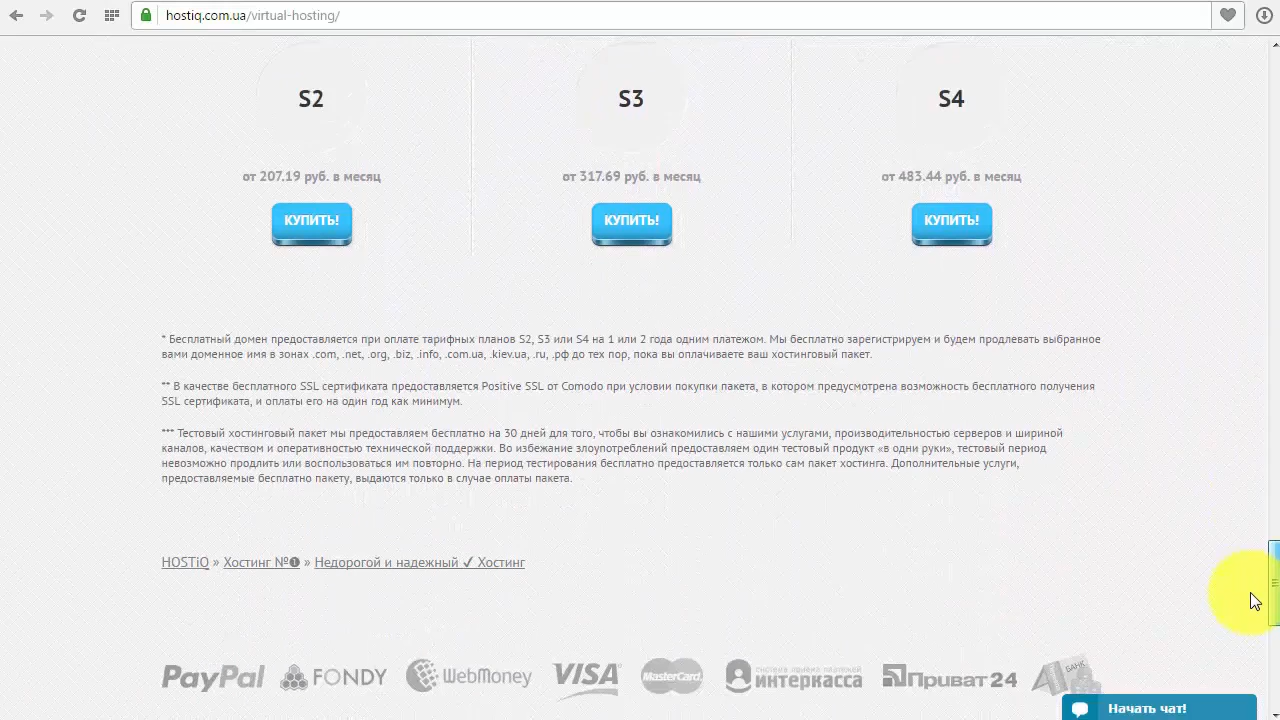 hostiq.com.ua/virtual-hosting/
S2
S3
S4
от 207.19 руб. в месяц
от 317.69 руб. в месяц
от 483.44 руб. в месяц
КУПИТЬ!
КУПИТЬ!
КУПИТЬ!
* Бесплатный домен предоставляется при оплате тарифных планов S2, S3 или S4 на 1 или 2 года одним платежом. Мы бесплатно зарегистрируем и будем продлевать выбранное
вами доменное имя в зонах .com, .net, .org, .biz, .info, .com.ua, .kiev.ua, .ru, .рф до тех пор, пока вы оплачиваете ваш хостинговый пакет.
** В качестве бесплатного SSL сертификата предоставляется Positive SSL от Comodo при условии покупки пакета, в котором предусмотрена возможность бесплатного получения
SSL сертификата, и оплаты его на один год как минимум.
*** Тестовый хостинговый пакет мы предоставляем бесплатно на 30 дней для того, чтобы вы ознакомились с нашими услугами, производительностью серверов и шириной
каналов, качеством и оперативностью технической поддержки. Во избежание злоупотреблений предоставляем один тестовый продукт «в одни руки», тестовый период
невозможно продлить или воспользоваться им повторно. На период тестирования бесплатно предоставляется только сам пакет хостинга. Дополнительные услуги,
предоставляемые бесплатно пакету, выдаются только в случае оплаты пакета.
HOSTiQ » Хостинг №❶ » Недорогой и надежный ✓ Хостинг
PayPal FONDY WebMoney VISA MasterCard система приема платежей интеркасса Приват 24 БАНК
Начать чат!